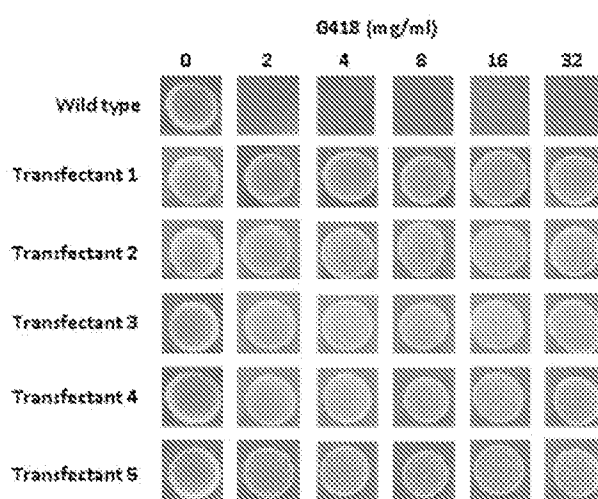 G418 (mg/ml)
0 2 4 8 16 32
Wild type
Transfectant 1
Transfectant 2
Transfectant 3
Transfectant 4
Transfectant 5